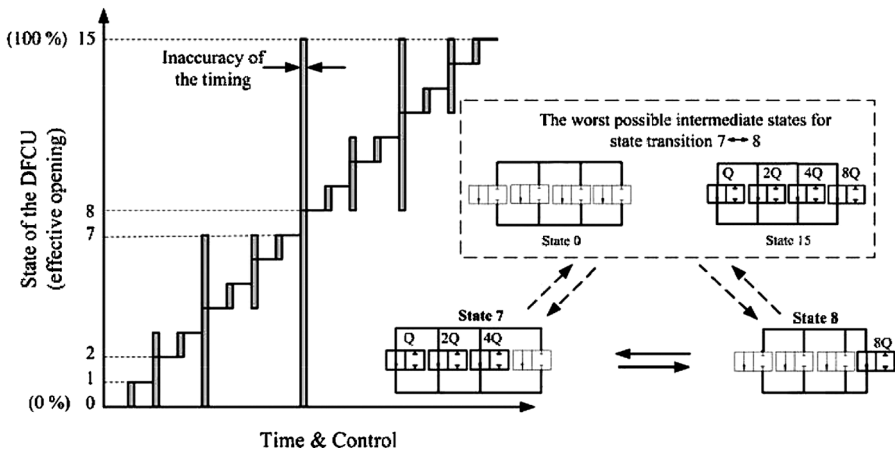 (100 %) 15
Inaccuracy of
the timing
State of the DFCU
(effective opening)
8
7
2
1
(0 %) 0
Time & Control
The worst possible intermediate states for
state transition 7 ↔ 8
Q 2Q 4Q 8Q
State 0
State 15
State 7
Q 2Q 4Q
State 8
8Q